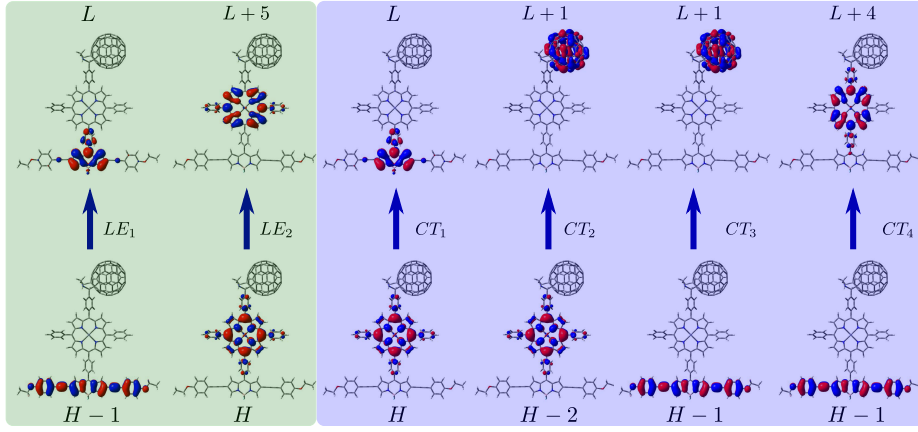 L L + 5 L L + 1 L + 1 L + 4
LE₁ LE₂ CT₁ CT₂ CT₃ CT₄
H − 1 H H H − 2 H − 1 H − 1